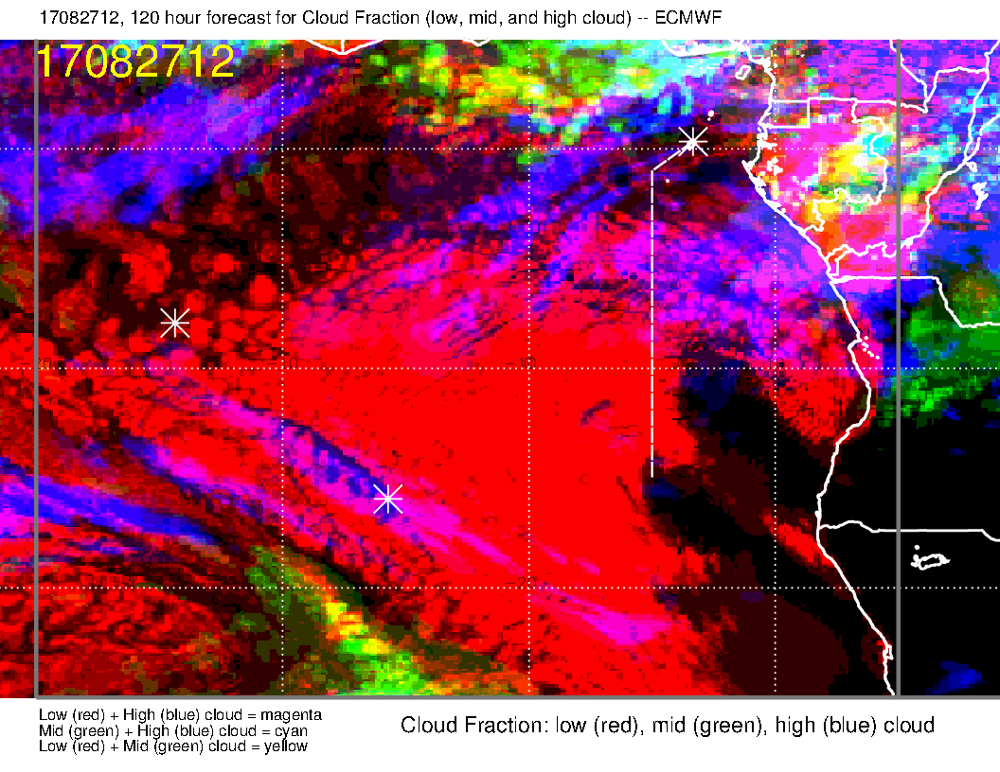 17082712, 120 hour forecast for Cloud Fraction (low, mid, and high cloud) -- ECMWF
17082712
Low (red) + High (blue) cloud = magenta
Mid (green) + High (blue) cloud = cyan
Low (red) + Mid (green) cloud = yellow
Cloud Fraction: low (red), mid (green), high (blue) cloud